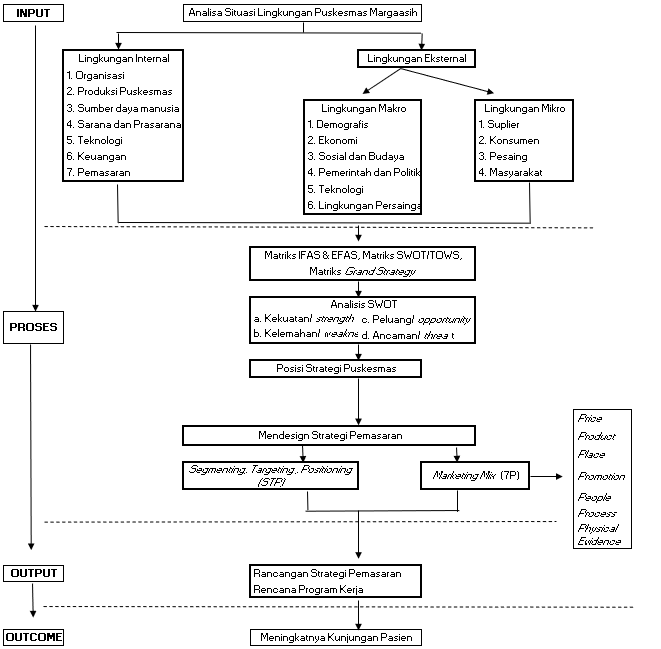 INPUT
Analisa Situasi Lingkungan Puskesmas Margaasih
Lingkungan Internal
1. Organisasi
2. Produksi Puskesmas
3. Sumber daya manusia
4. Sarana dan Prasarana
5. Teknologi
6. Keuangan
7. Pemasaran
Lingkungan Eksternal
Lingkungan Makro
1. Demografis
2. Ekonomi
3. Sosial dan Budaya
4. Pemerintah dan Politik
5. Teknologi
6. Lingkungan Persainga
Lingkungan Mikro
1. Suplier
2. Konsumen
3. Pesaing
4. Masyarakat
Matriks IFAS & EFAS, Matriks SWOT/TOWS,
Matriks Grand Strategy
PROSES
Analisis SWOT
a. Kekuatan/ strength c. Peluang/ opportunity
b. Kelemahan/ weakne d. Ancaman/ threat
Posisi Strategi Puskesmas
Mendesign Strategi Pemasaran
Segmenting, Targeting,, Positioning
(STP)
Marketing Mix (7P)
Price
Product
Place
Promotion
People
Process
Physical
Evidence
OUTPUT
Rancangan Strategi Pemasaran
Rencana Program Kerja
OUTCOME
Meningkatnya Kunjungan Pasien